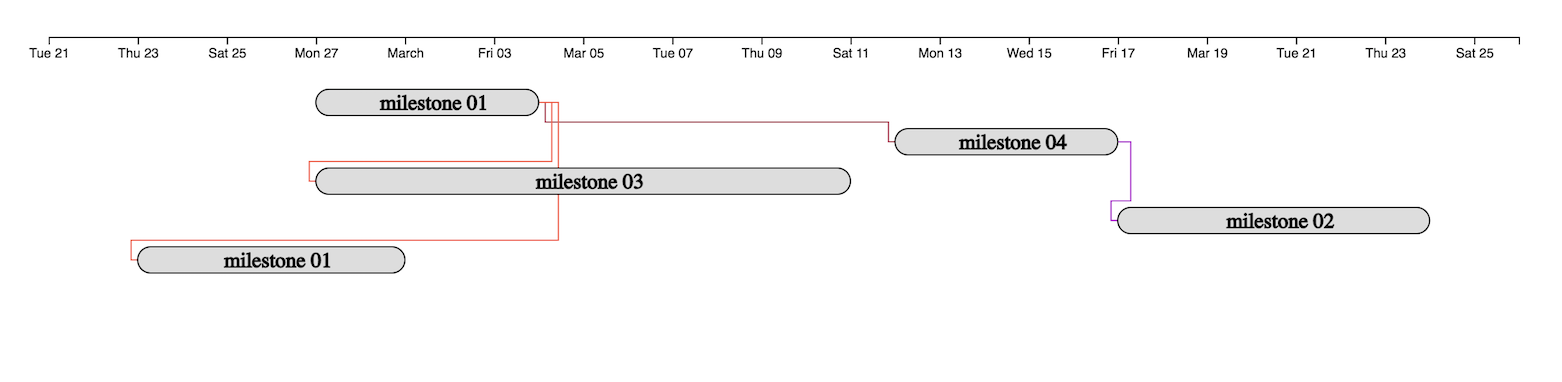 Tue 21 Thu 23 Sat 25 Mon 27 March Fri 03 Mar 05 Tue 07 Thu 09 Sat 11 Mon 13 Wed 15 Fri 17 Mar 19 Tue 21 Thu 23 Sat 25
milestone 01
milestone 04
milestone 03
milestone 02
milestone 01